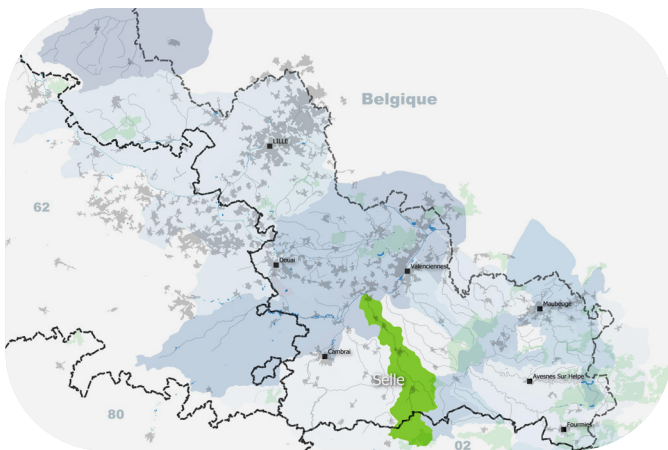 Belgique
LILLE
62
Douai
Valenciennes
Maubeuge
Cambrai
Selle
Avesnes Sur Helpe
80
Fourmies
02